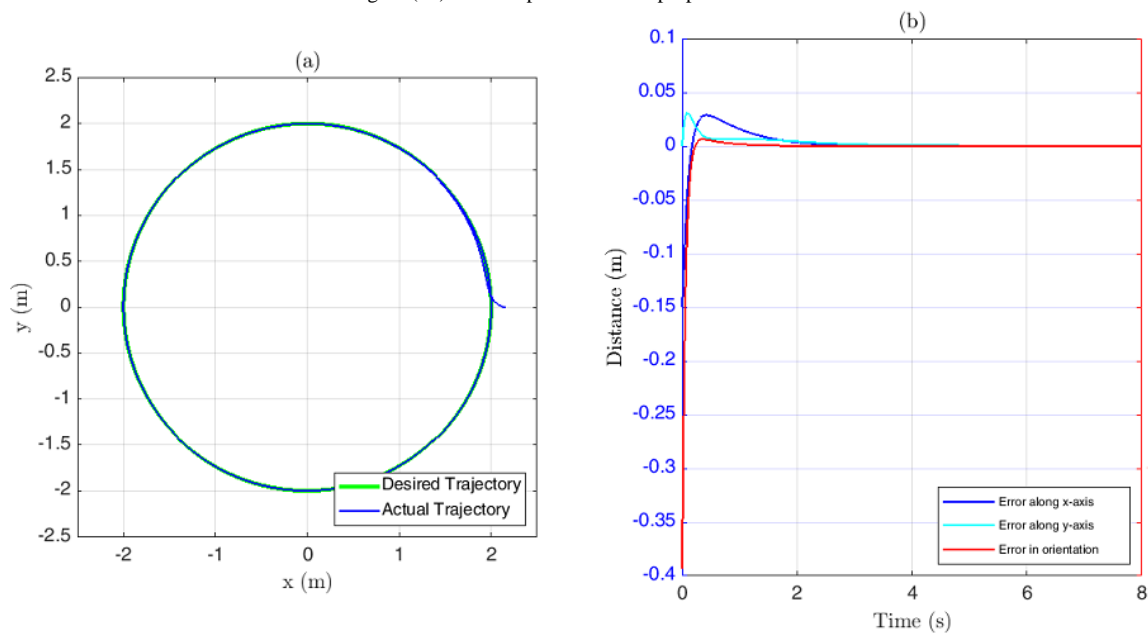 (a)
2.5
2
1.5
1
0.5
0
-0.5
-1
-1.5
-2
-2.5
y (m)
-2
-1
0
1
2
x (m)
Desired Trajectory
Actual Trajectory
(b)
0.1
0.05
0
-0.05
-0.1
-0.15
-0.2
-0.25
-0.3
-0.35
-0.4
Distance (m)
0
2
4
6
8
Time (s)
Error along x-axis
Error along y-axis
Error in orientation